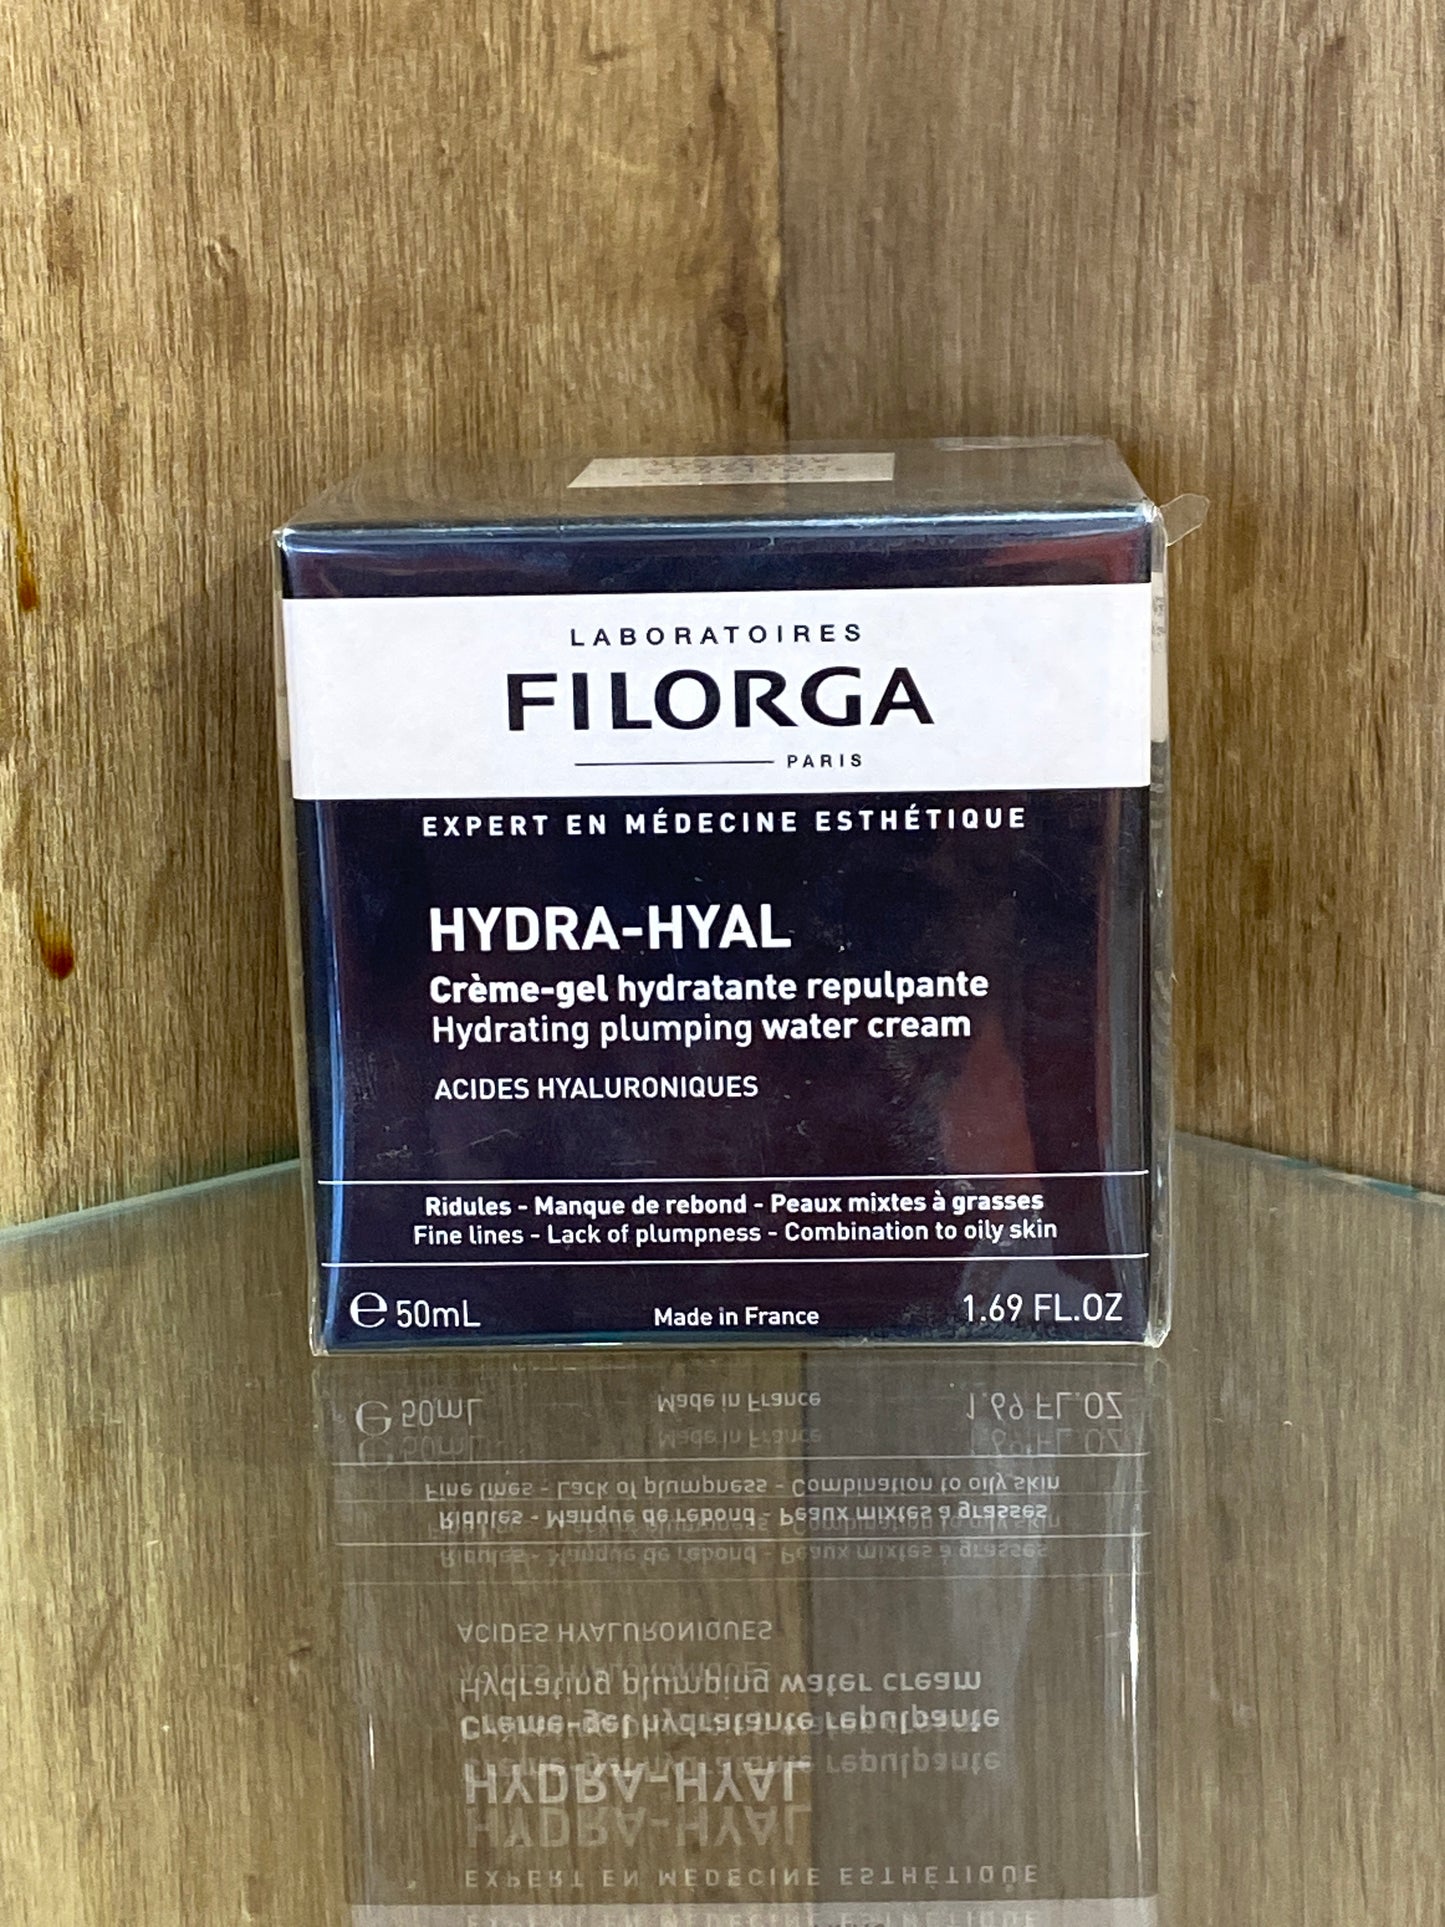 LABORATOIRES
FILORGA
PARIS
EXPERT EN MÉDECINE ESTHÉTIQUE
HYDRA-HYAL
Crème-gel hydratante repulpante
Hydrating plumping water cream
ACIDES HYALURONIQUES
Ridules - Manque de rebond - Peaux mixtes à grasses
Fine lines - Lack of plumpness - Combination to oily skin
℮ 50mL
Made in France
1.69 FL.OZ